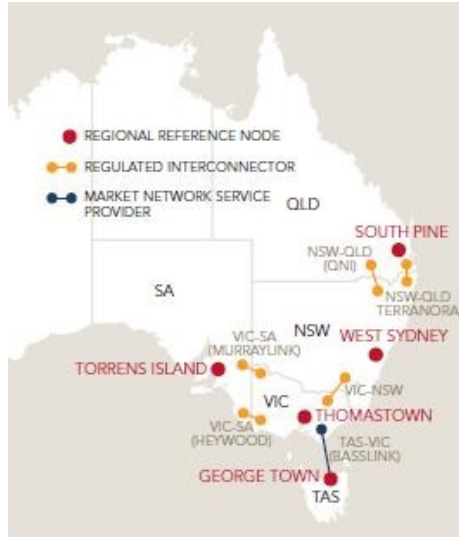 REGIONAL REFERENCE NODE
REGULATED INTERCONNECTOR
MARKET NETWORK SERVICE
PROVIDER
QLD
SOUTH PINE
NSW-QLD
(QNI)
SA
NSW-QLD
TERRANORA
NSW
VIC-SA
(MURRAYLINK)
WEST SYDNEY
TORRENS ISLAND
VIC-NSW
VIC
THOMASTOWN
VIC-SA
(HEYWOOD)
TAS-VIC
(BASSLINK)
GEORGE TOWN
TAS